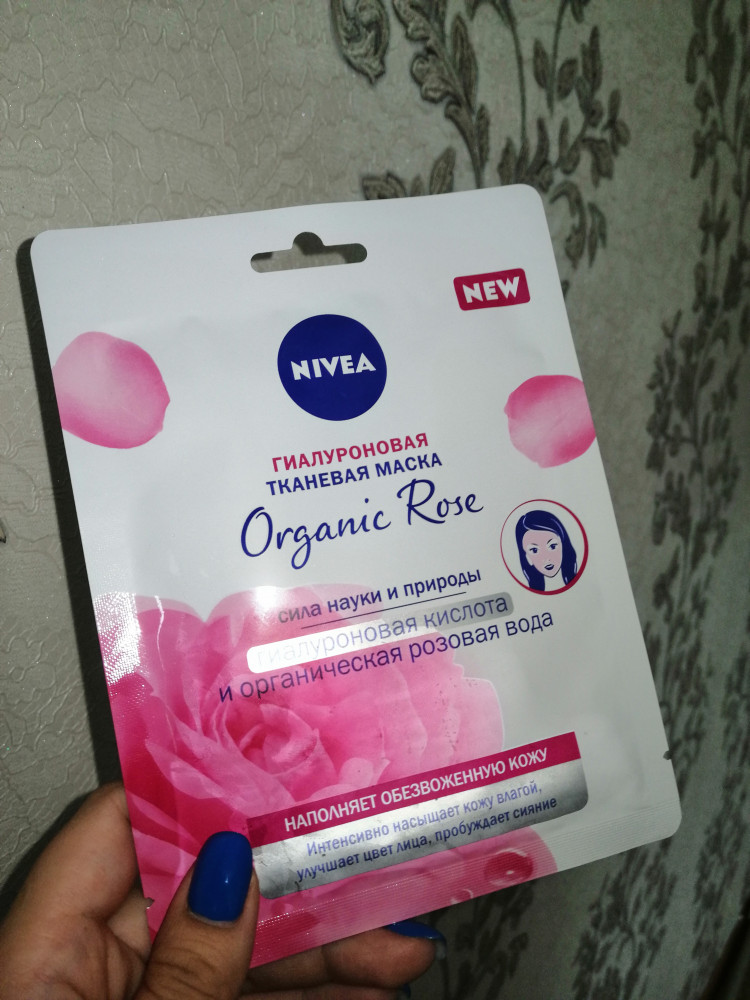 NEW
NIVEA
ГИАЛУРОНОВАЯ
ТКАНЕВАЯ МАСКА
Organic Rose
сила науки и природы
гиалуроновая кислота
и органическая розовая вода
НАПОЛНЯЕТ ОБЕЗВОЖЕННУЮ КОЖУ
Интенсивно насыщает кожу влагой,
улучшает цвет лица, пробуждает сияние